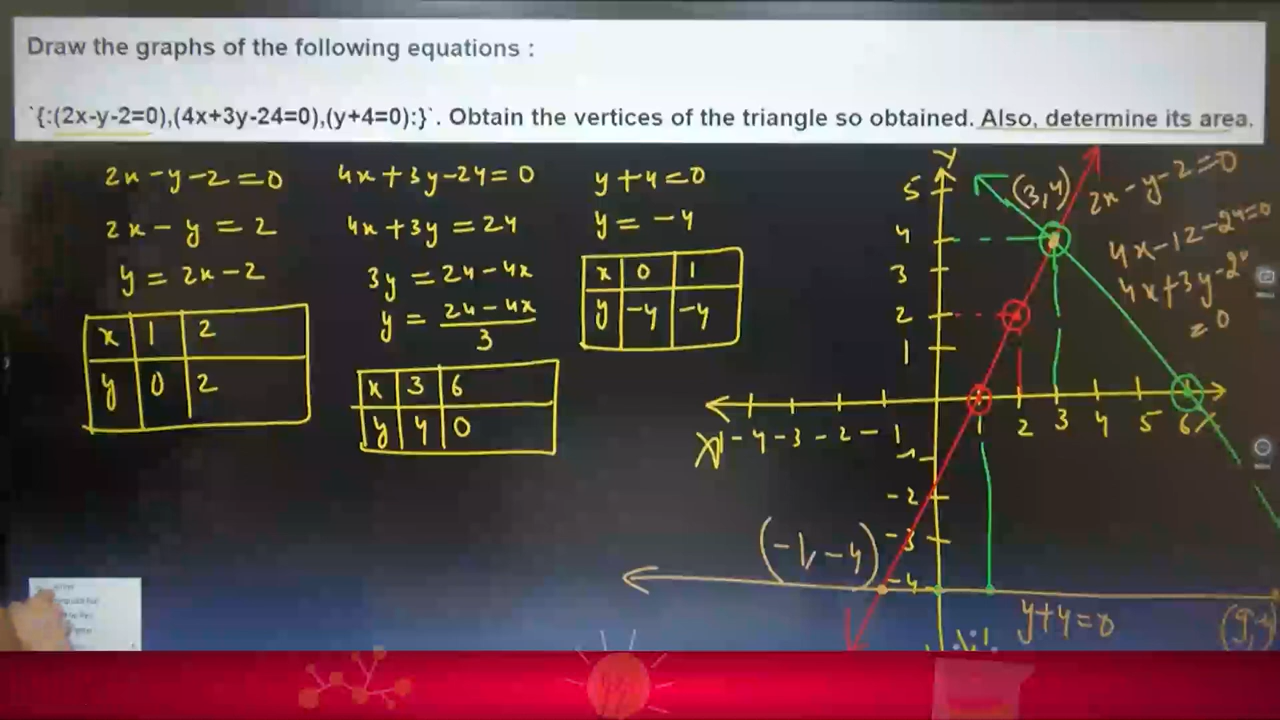 Draw the graphs of the following equations :
`{:(2x-y-2=0),(4x+3y-24=0),(y+4=0):}`. Obtain the vertices of the triangle so obtained. Also, determine its area.
2x-y-2=0
2x-y=2
y=2x-2
x 1 2
y 0 2
4x+3y-24=0
4x+3y=24
3y=24-4x
y=24-4x
3
x 3 6
y 4 0
y+4=0
y=-4
x 0 1
y -4 -4
Y
5
4
3
2
1
(3,4)
2x-y-2=0
4x-12-24=0
4x+3y-2
=0
X' -4 -3 -2 -1
1 2 3 4 5 6 X
-1
-2
-3
-4
(-1,-4)
y+4=0